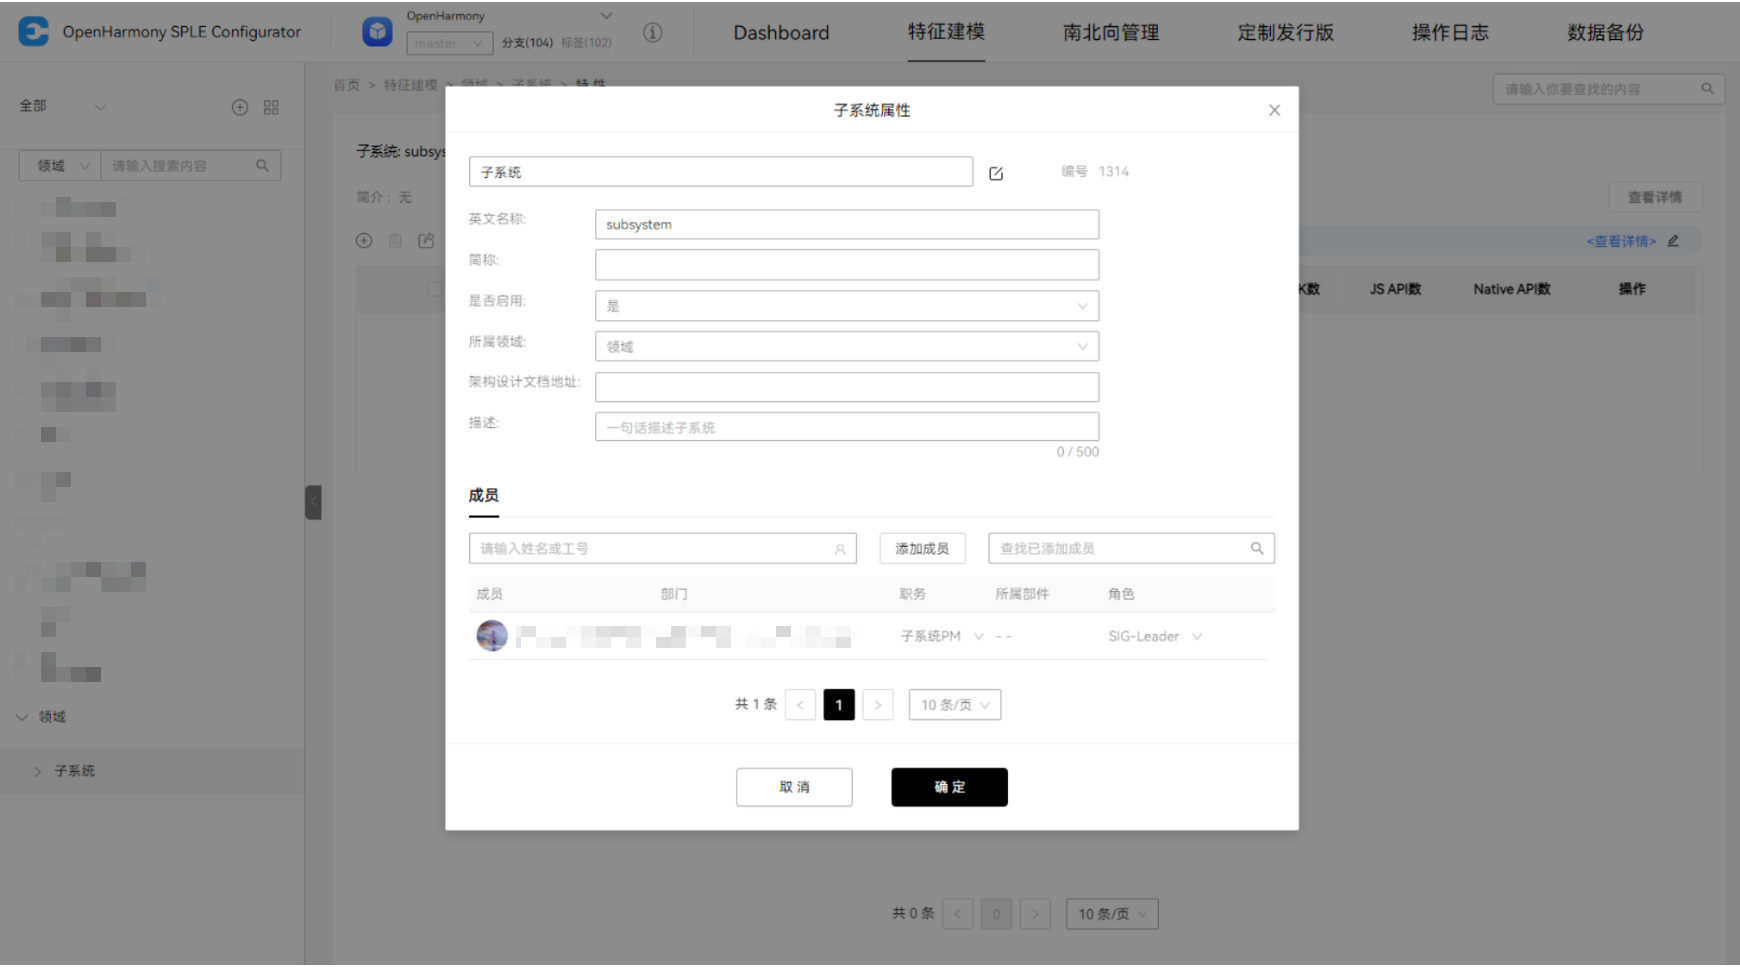 OpenHarmony SPLE Configurator
OpenHarmony
master
分支(104) 标签(102)
Dashboard
特征建模
南北向管理
定制发行版
操作日志
数据备份
首页 > 特征建模 > 领域 > 子系统 > 特性
请输入你要查找的内容
全部
领域
请输入搜索内容
子系统: subsys
简介：无
查看详情
<查看详情>
K数
JS API数
Native API数
操作
领域
子系统
子系统属性
子系统
编号 1314
英文名称:
subsystem
简称:
是否启用:
是
所属领域:
领域
架构设计文档地址:
描述:
一句话描述子系统
0 / 500
成员
请输入姓名或工号
添加成员
查找已添加成员
成员 部门 职务 所属部件 角色
子系统PM - - SIG-Leader
共 1 条 < 1 > 10 条/页
取 消
确 定
共 0 条 < 0 > 10 条/页